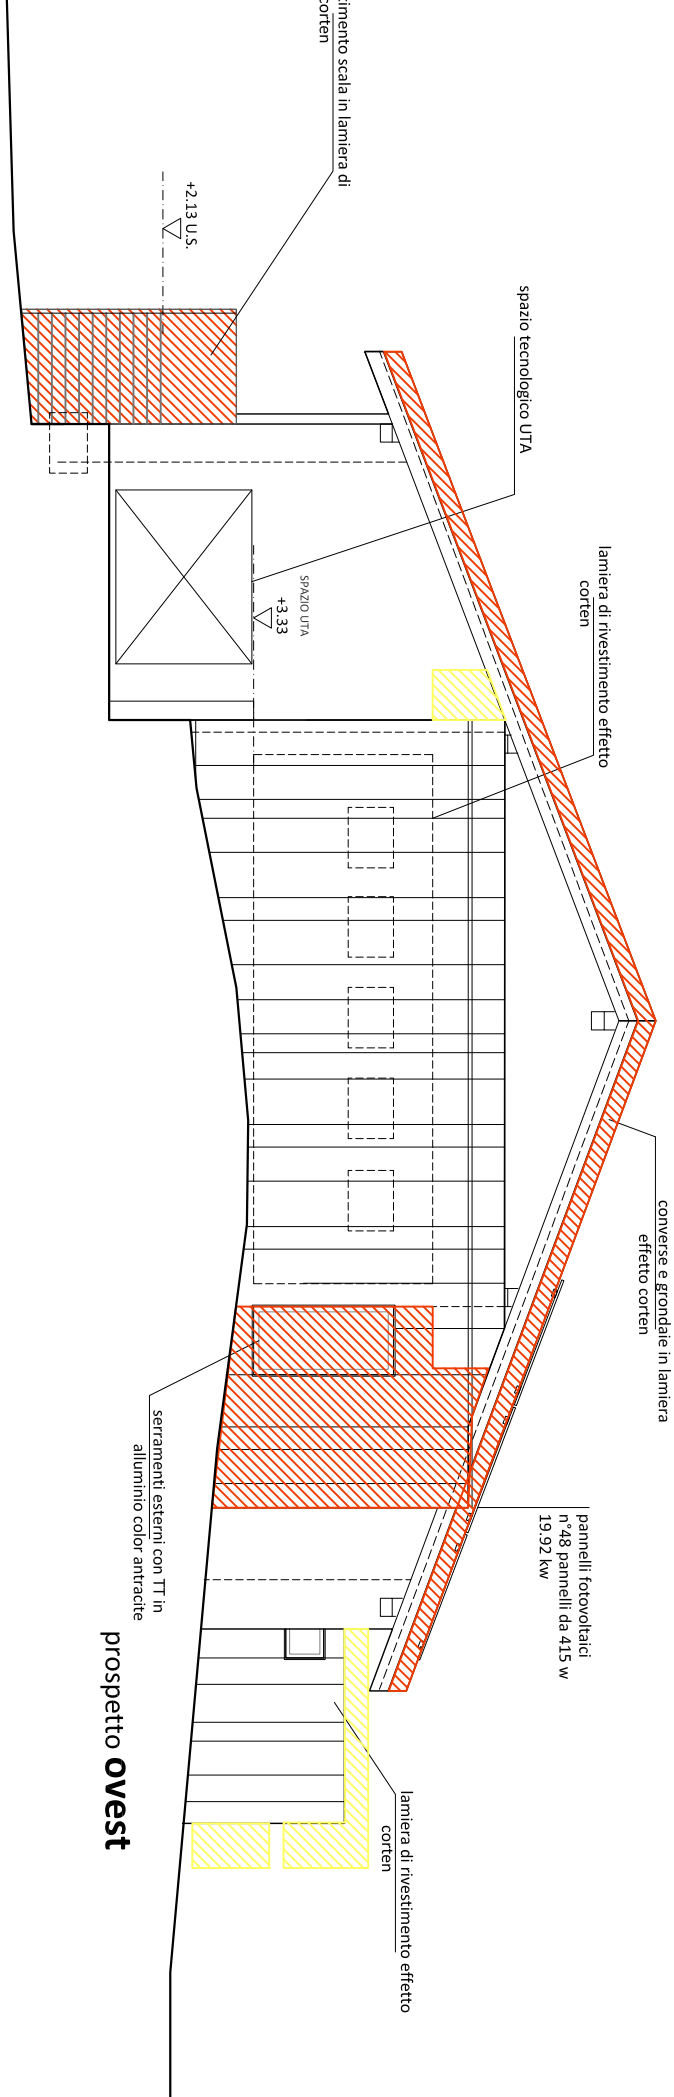 cimento scala in lamiera di
corten
+2.13 U.S.
spazio tecnologico UTA
SPAZIO UTA
+3.33
lamiera di rivestimento effetto
corten
converse e grondaie in lamiera
effetto corten
pannelli fotovoltaici
n°48 pannelli da 415 w
19.92 kw
serramenti esterni con TT in
alluminio color antracite
lamiera di rivestimento effetto
corten
prospetto ovest